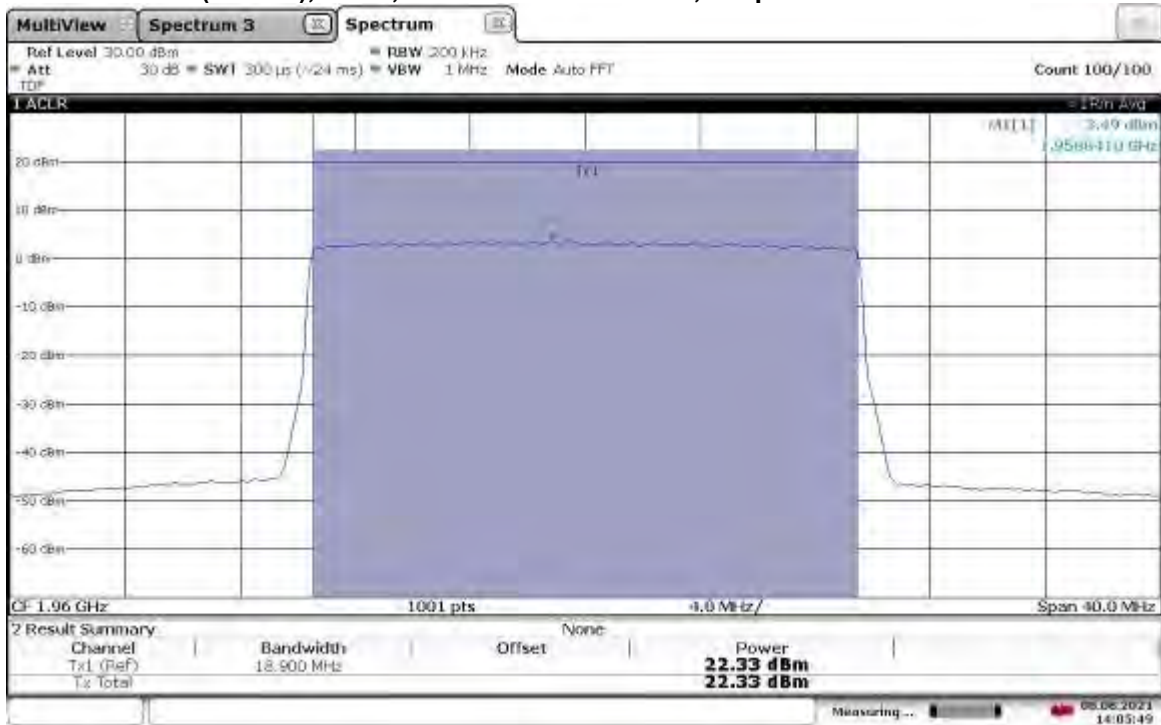 MultiView Spectrum 3 Spectrum
Ref Level 30.00 dBm RBW 200 kHz
Att 30 dB SWT 300 µs (~24 ms) VBW 1 MHz Mode Auto FFT Count 100/100
TDF
1 ACLR 1Rm Avg
M1[1] 3.49 dBm
20 dBm
Tx1
10 dBm
0 dBm
-10 dBm
-20 dBm
-30 dBm
-40 dBm
-50 dBm
-60 dBm
CF 1.96 GHz 1001 pts 4.0 MHz/ Span 40.0 MHz
2 Result Summary None
Channel Bandwidth Offset Power
Tx1 (Ref) 18.900 MHz 22.33 dBm
Tx Total 22.33 dBm
Measuring... 08.06.2021
14:05:49